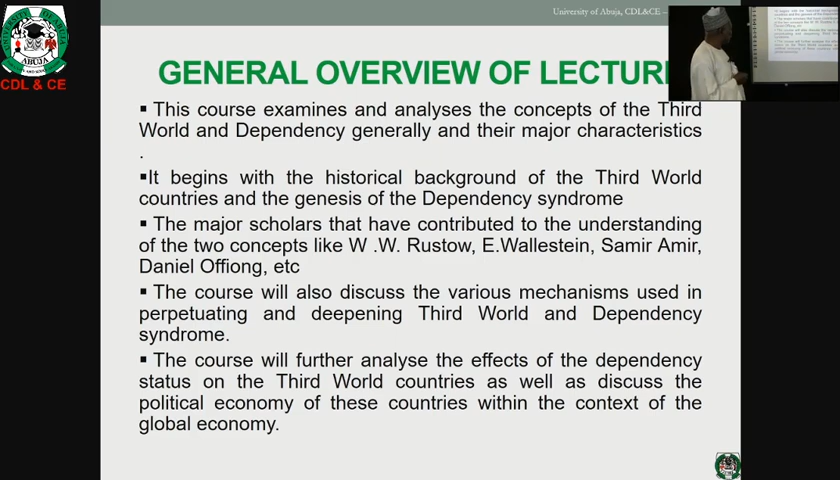 University of Abuja, CDL&CE –
UNIVERSITY OF ABUJA
ABUJA
CDL & CE
GENERAL OVERVIEW OF LECTUR
▪ This course examines and analyses the concepts of the Third
World and Dependency generally and their major characteristics
.
▪It begins with the historical background of the Third World
countries and the genesis of the Dependency syndrome
▪ The major scholars that have contributed to the understanding
of the two concepts like W .W. Rustow, E.Wallestein, Samir Amir,
Daniel Offiong, etc
▪ The course will also discuss the various mechanisms used in
perpetuating and deepening Third World and Dependency
syndrome.
▪ The course will further analyse the effects of the dependency
status on the Third World countries as well as discuss the
political economy of these countries within the context of the
global economy.